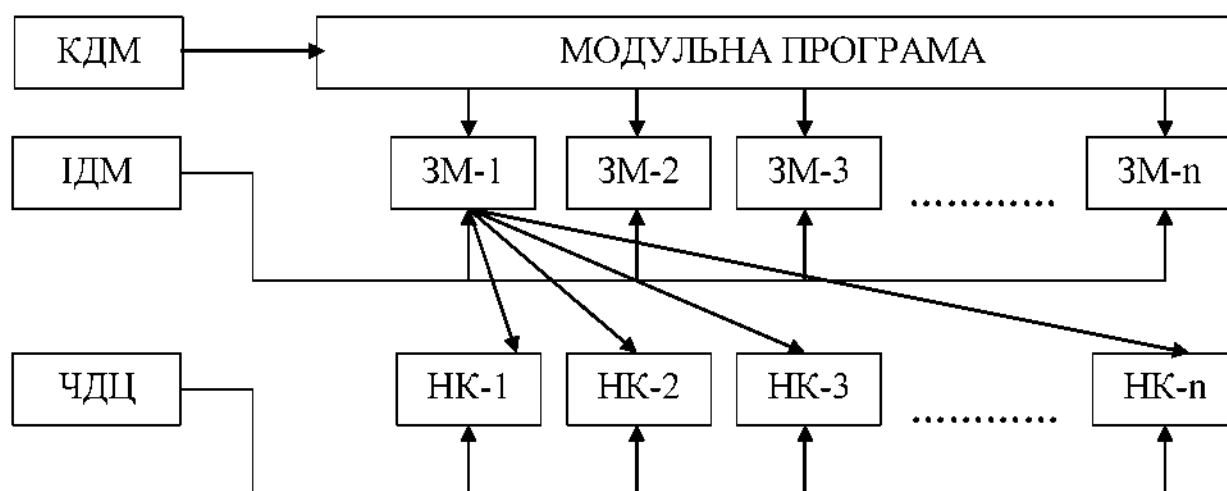 КДМ МОДУЛЬНА ПРОГРАМА
ІДМ ЗМ-1 ЗМ-2 ЗМ-3 ............. ЗМ-n
ЧДЦ НК-1 НК-2 НК-3 ............. НК-n